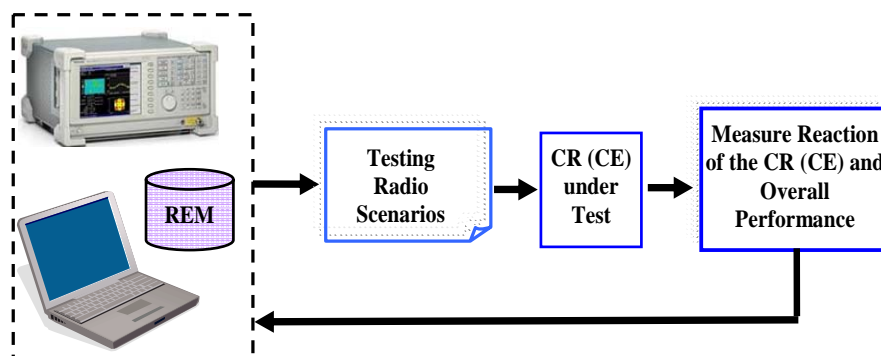 REM
Testing
Radio
Scenarios
CR (CE)
under
Test
Measure Reaction
of the CR (CE) and
Overall
Performance